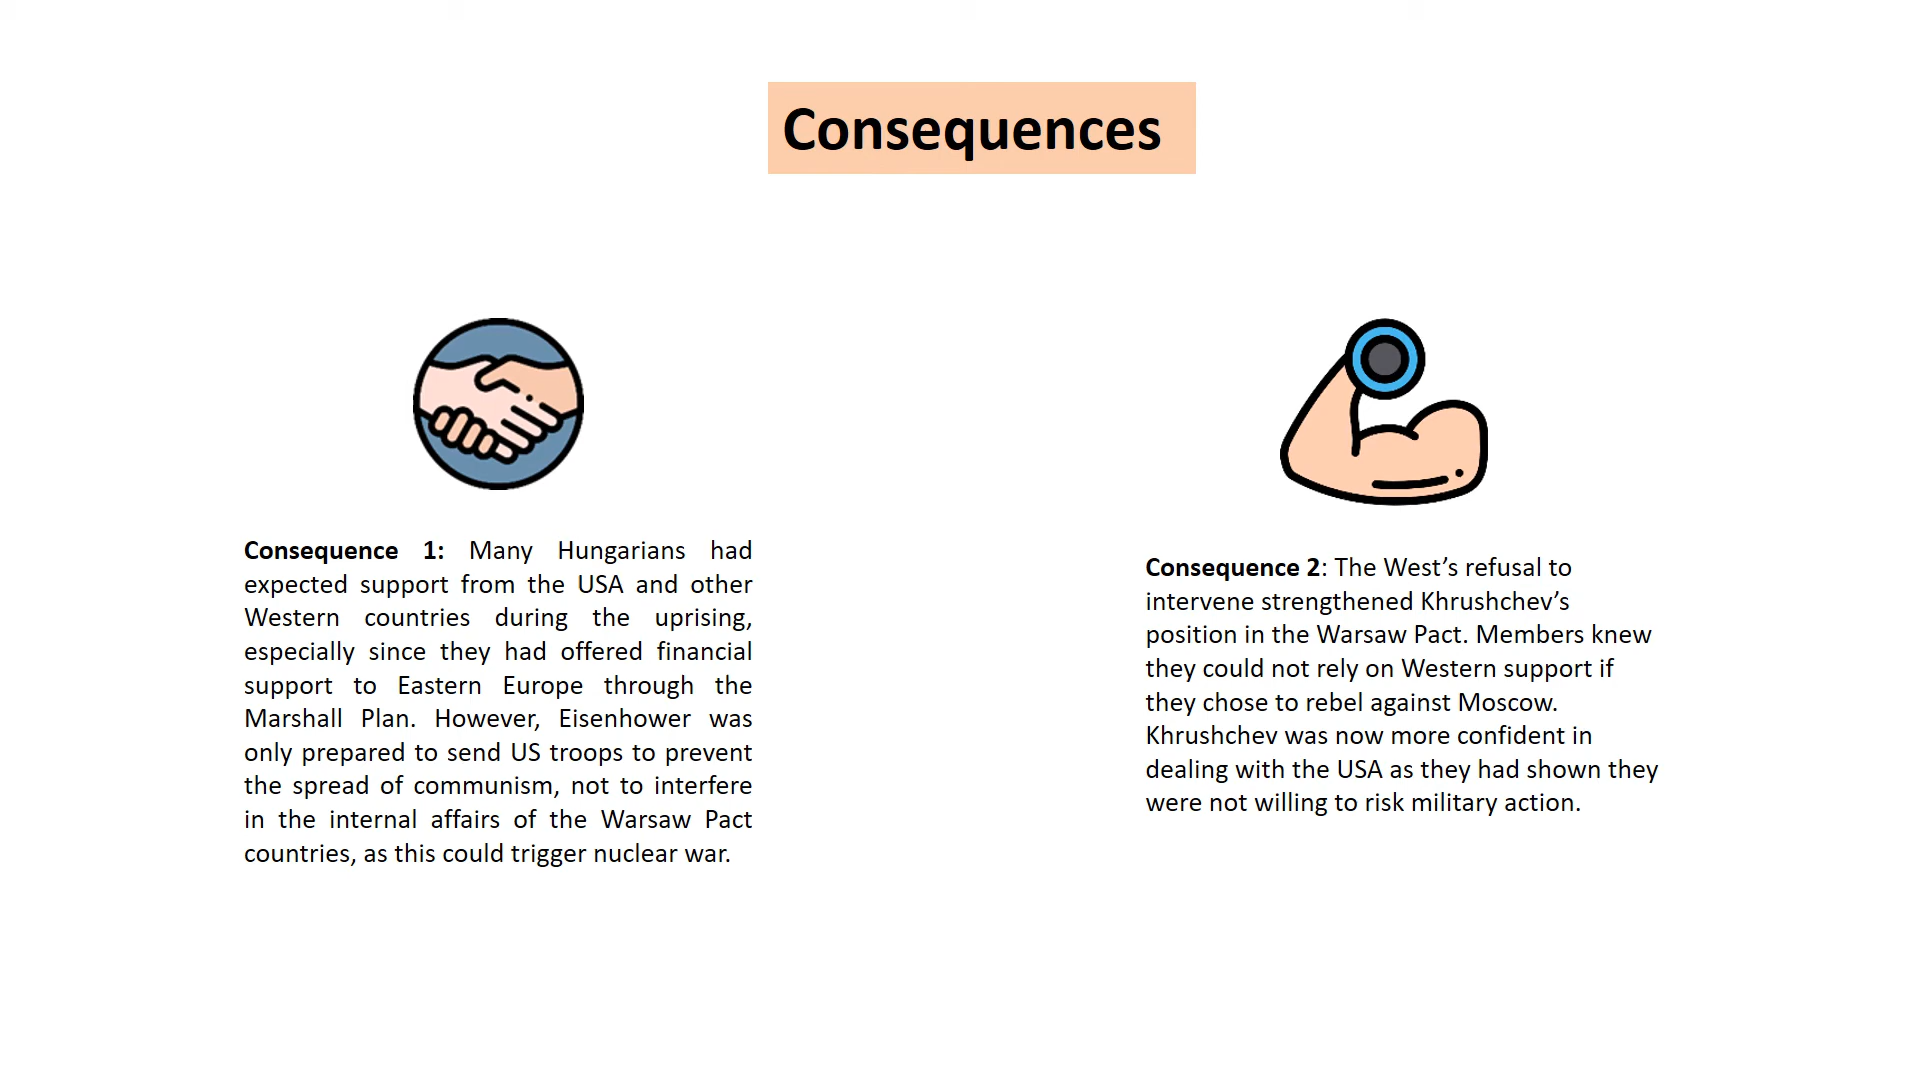 Consequences
Consequence 1: Many Hungarians had
expected support from the USA and other
Western countries during the uprising,
especially since they had offered financial
support to Eastern Europe through the
Marshall Plan. However, Eisenhower was
only prepared to send US troops to prevent
the spread of communism, not to interfere
in the internal affairs of the Warsaw Pact
countries, as this could trigger nuclear war.
Consequence 2: The West’s refusal to
intervene strengthened Khrushchev’s
position in the Warsaw Pact. Members knew
they could not rely on Western support if
they chose to rebel against Moscow.
Khrushchev was now more confident in
dealing with the USA as they had shown they
were not willing to risk military action.